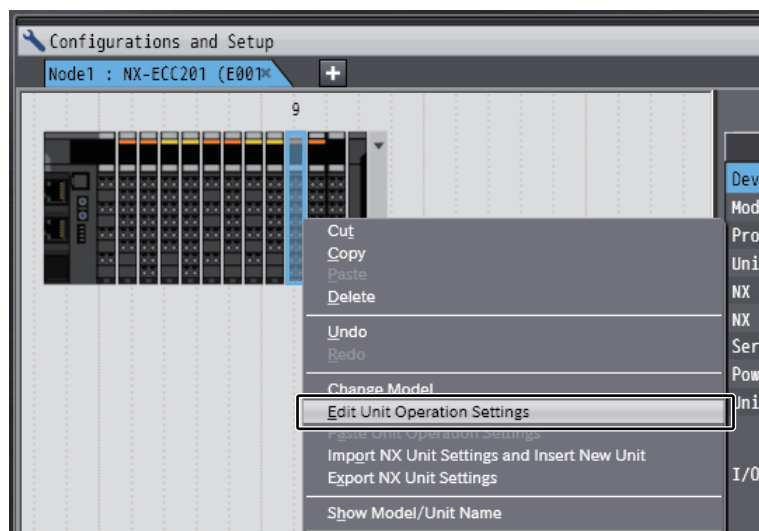 Configurations and Setup
Node1 : NX-ECC201 (E001
+
9
Cut
Copy
Paste
Delete
Undo
Redo
Change Model
Edit Unit Operation Settings
Paste Unit Operation Settings
Import NX Unit Settings and Insert New Unit
Export NX Unit Settings
Show Model/Unit Name
Dev
Mod
Pro
Uni
NX
NX
Ser
Pow
Uni
I/O